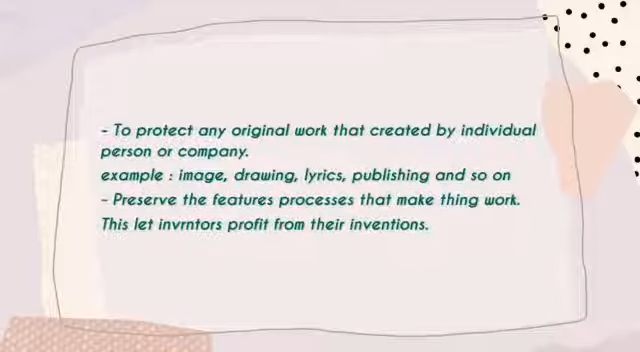 - To protect any original work that created by individual
person or company.
example : image, drawing, lyrics, publishing and so on
- Preserve the features processes that make thing work.
This let invrntors profit from their inventions.